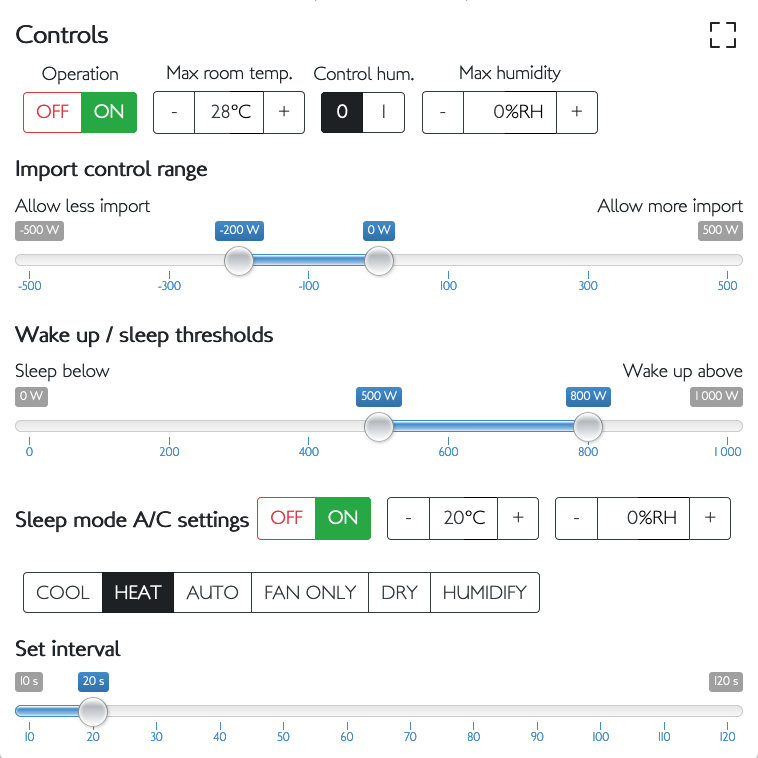 Controls
Operation Max room temp. Control hum. Max humidity
OFF ON - 28°C + 0 I - 0%RH +
Import control range
Allow less import Allow more import
-500 W -200 W 0 W 500 W
-500 -300 -100 100 300 500
Wake up / sleep thresholds
Sleep below Wake up above
0 W 500 W 800 W 1 000 W
0 200 400 600 800 1 000
Sleep mode A/C settings OFF ON - 20°C + - 0%RH +
COOL HEAT AUTO FAN ONLY DRY HUMIDIFY
Set interval
10 s 20 s 120 s
10 20 30 40 50 60 70 80 90 100 110 120